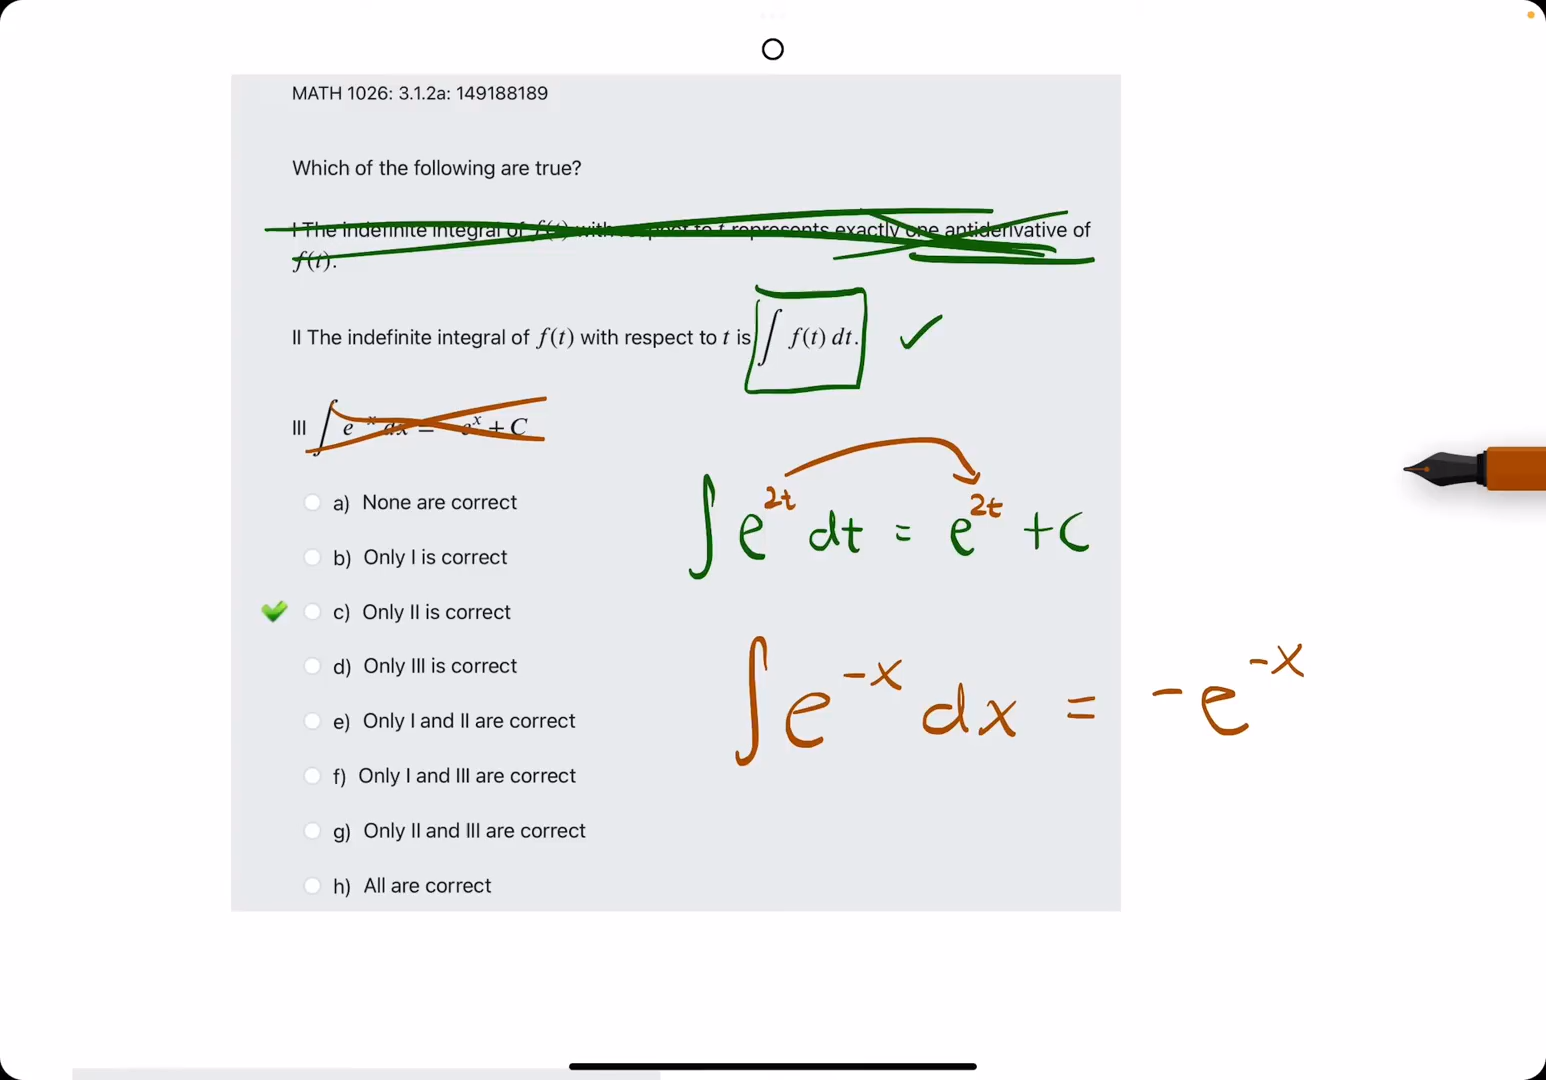 MATH 1026: 3.1.2a: 149188189
Which of the following are true?
I The indefinite integral of f(t) with respect to t represents exactly one antiderivative of
f(t).
II The indefinite integral of f(t) with respect to t is ∫ f(t) dt. ✓
III ∫ e⁻ˣ dx = −eˣ + C
a) None are correct
∫ e²ᵗ dt = e²ᵗ + C
b) Only I is correct
c) Only II is correct
d) Only III is correct
∫ e⁻ˣ dx = −e⁻ˣ
e) Only I and II are correct
f) Only I and III are correct
g) Only II and III are correct
h) All are correct